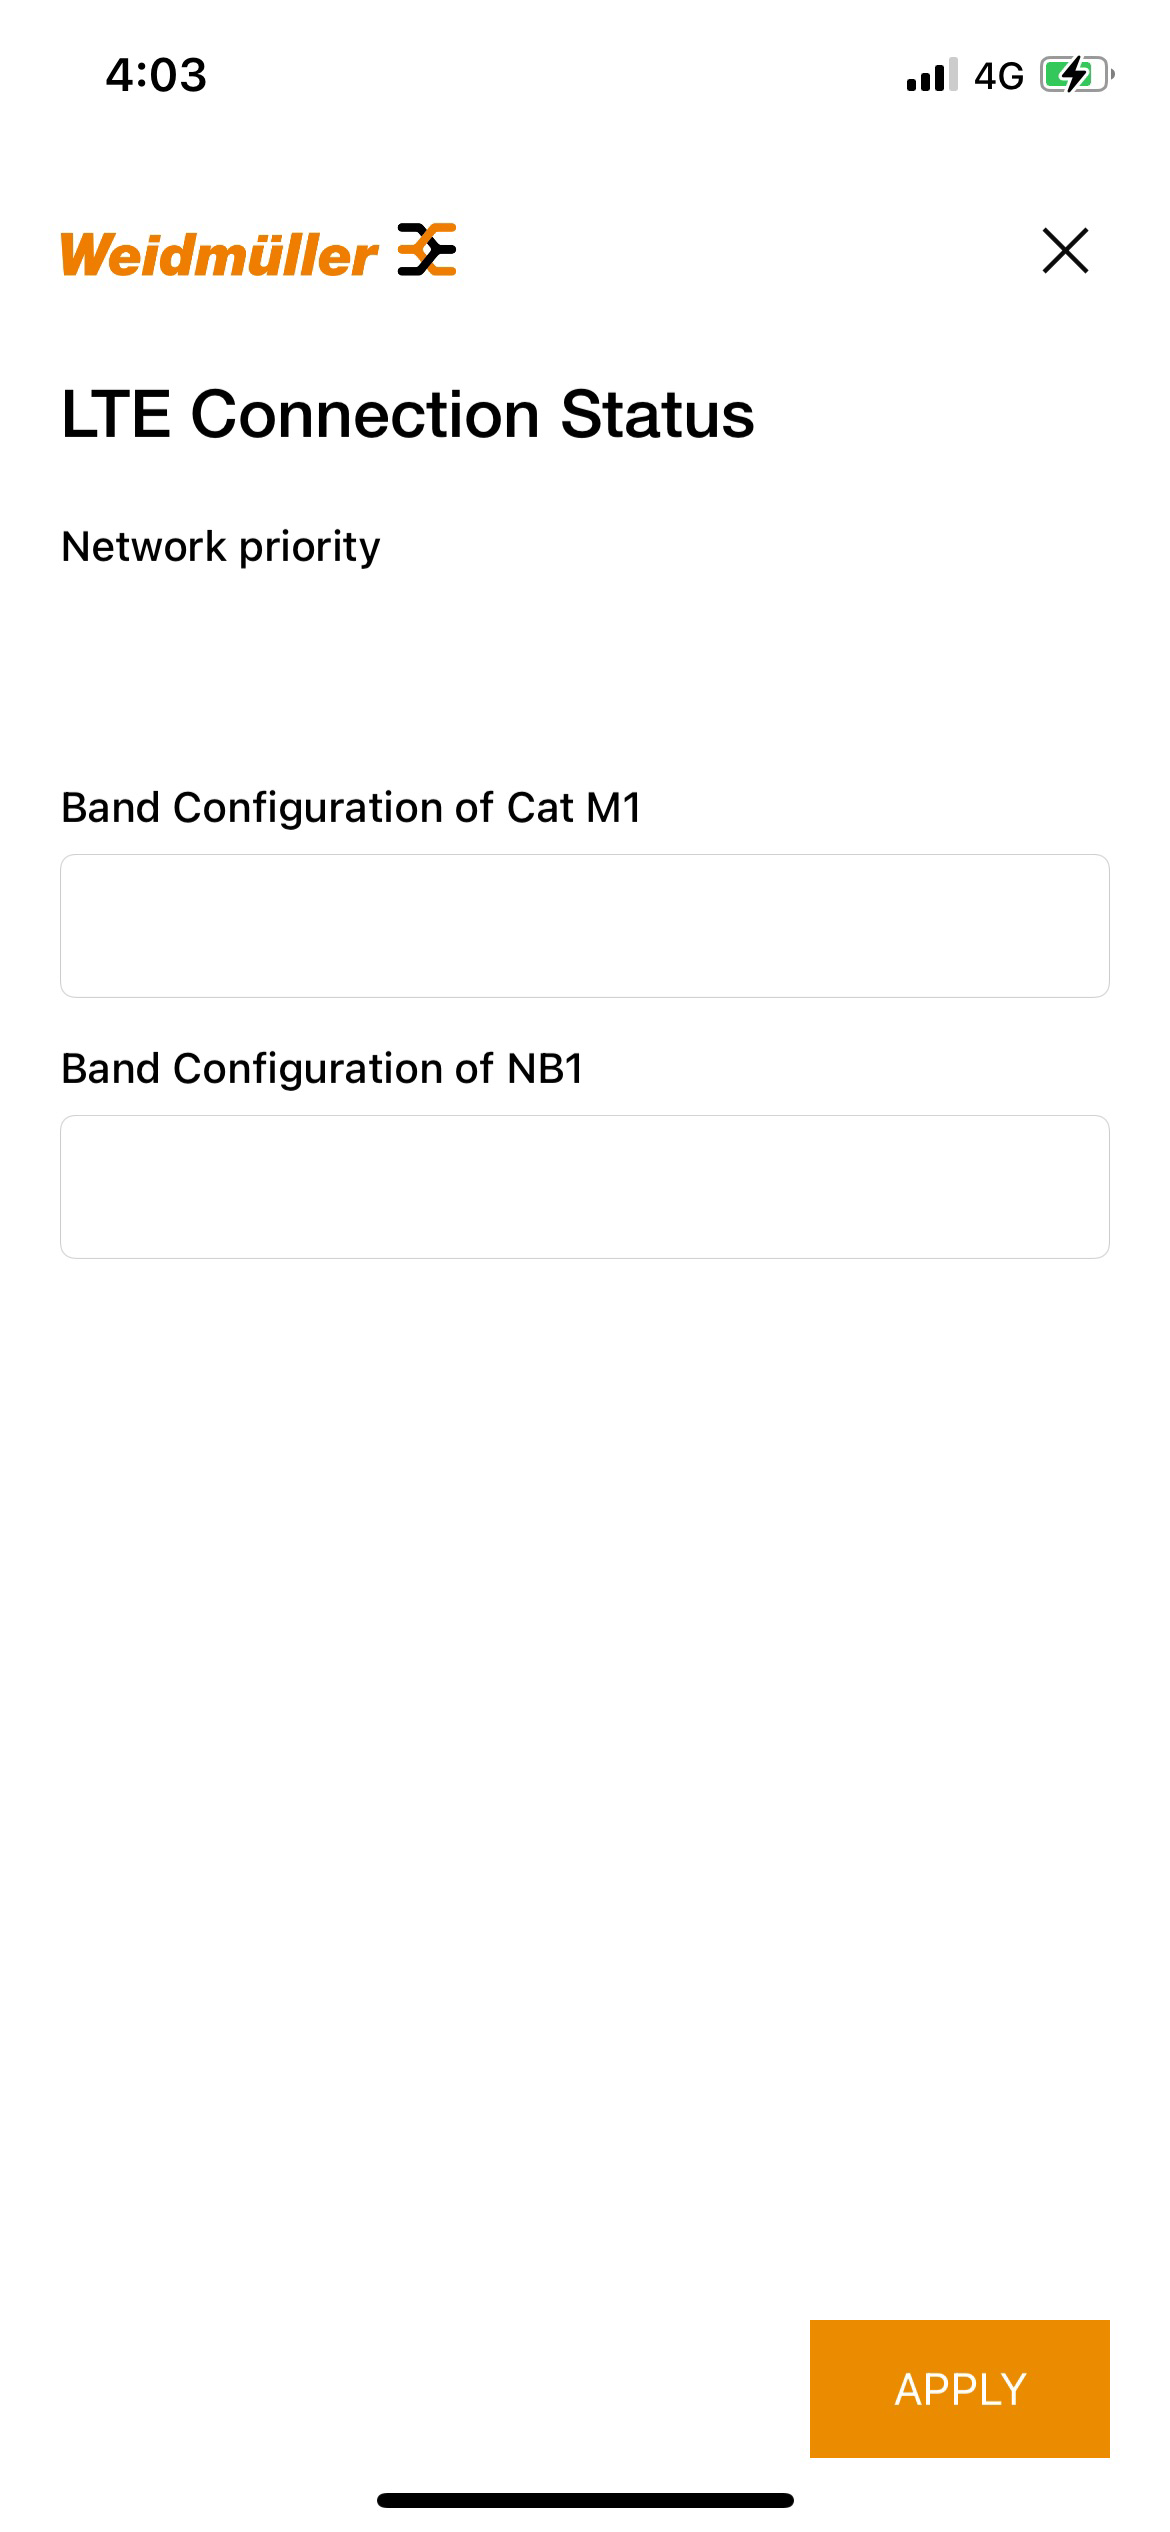 4:03
4G
Weidmüller
LTE Connection Status
Network priority
Band Configuration of Cat M1
Band Configuration of NB1
APPLY